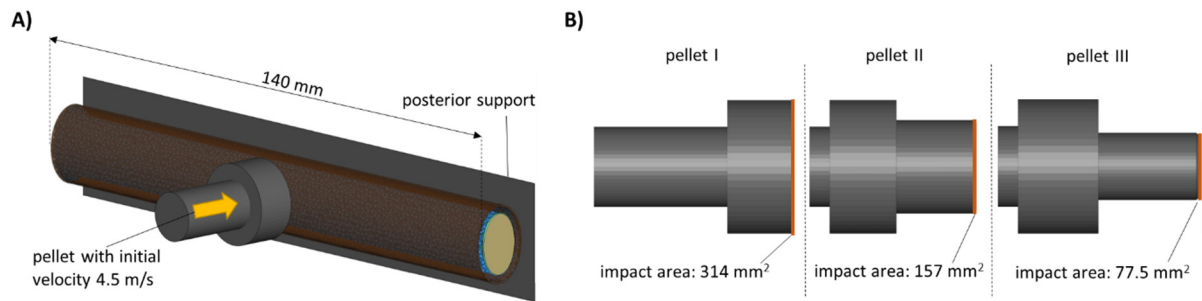 A)
140 mm
posterior support
pellet with initial
velocity 4.5 m/s
B)
pellet I
pellet II
pellet III
impact area: 314 mm²
impact area: 157 mm²
impact area: 77.5 mm²